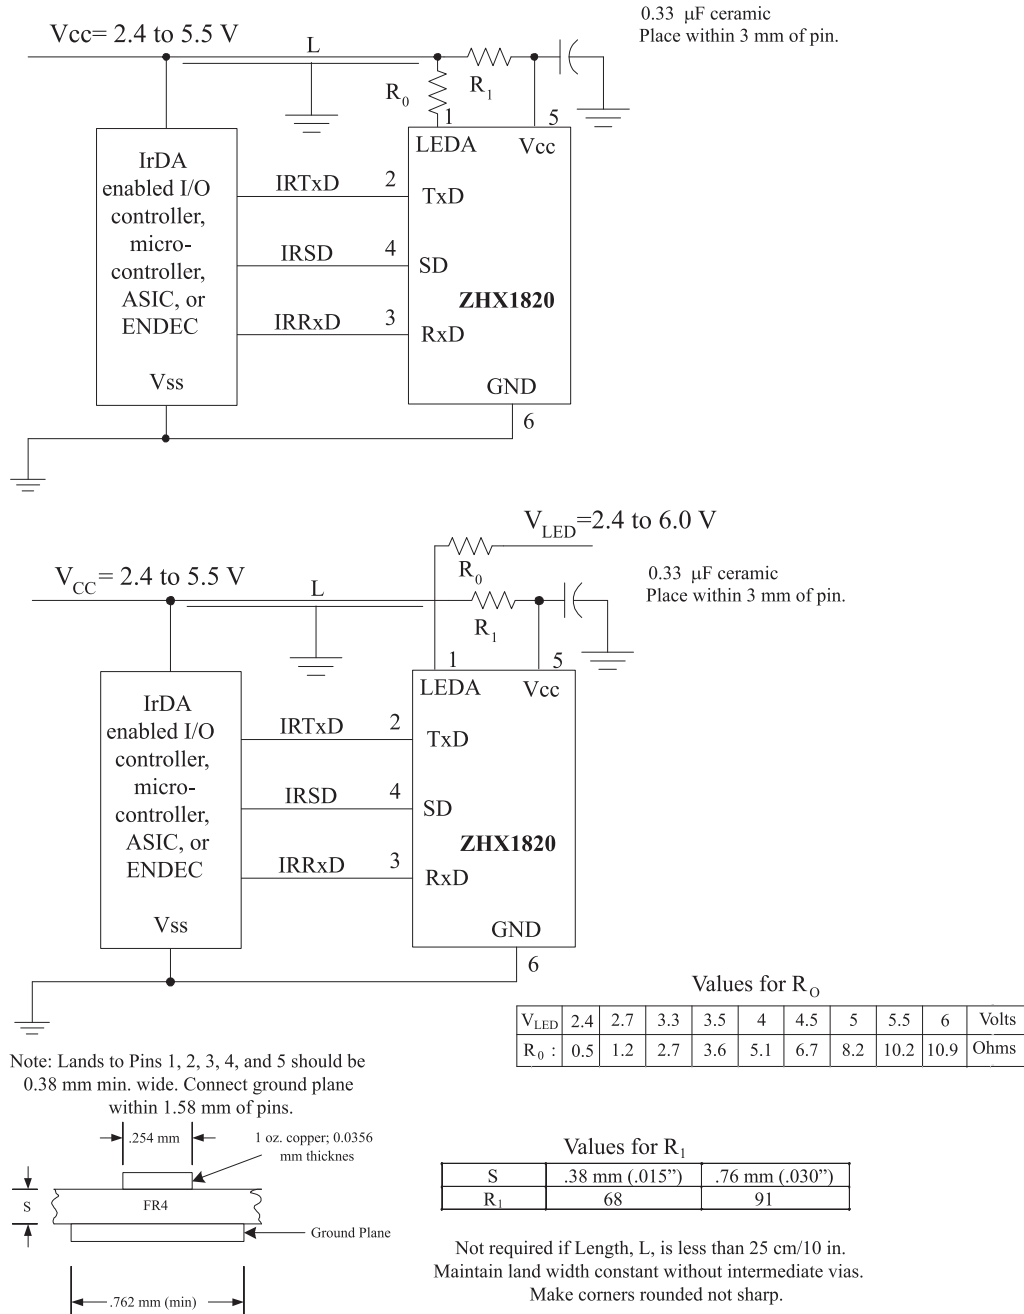 0.33 μF ceramic
Place within 3 mm of pin.
Vcc= 2.4 to 5.5 V
L
R1
R0
1
5
LEDA
Vcc
IrDA
enabled I/O
controller,
micro-
controller,
ASIC, or
ENDEC
Vss
IRTxD
2
TxD
IRSD
4
SD
ZHX1820
IRRxD
3
RxD
GND
6
VLED=2.4 to 6.0 V
R0
0.33 μF ceramic
Place within 3 mm of pin.
VCC= 2.4 to 5.5 V
L
R1
1
5
LEDA
Vcc
IrDA
enabled I/O
controller,
micro-
controller,
ASIC, or
ENDEC
Vss
IRTxD
2
TxD
IRSD
4
SD
ZHX1820
IRRxD
3
RxD
GND
6
Values for RO
VLED 2.4 2.7 3.3 3.5 4 4.5 5 5.5 6 Volts
R0 : 0.5 1.2 2.7 3.6 5.1 6.7 8.2 10.2 10.9 Ohms
Note: Lands to Pins 1, 2, 3, 4, and 5 should be
0.38 mm min. wide. Connect ground plane
within 1.58 mm of pins.
.254 mm
1 oz. copper; 0.0356
mm thicknes
S
FR4
Ground Plane
.762 mm (min)
Values for R1
S .38 mm (.015”) .76 mm (.030”)
R1 68 91
Not required if Length, L, is less than 25 cm/10 in.
Maintain land width constant without intermediate vias.
Make corners rounded not sharp.